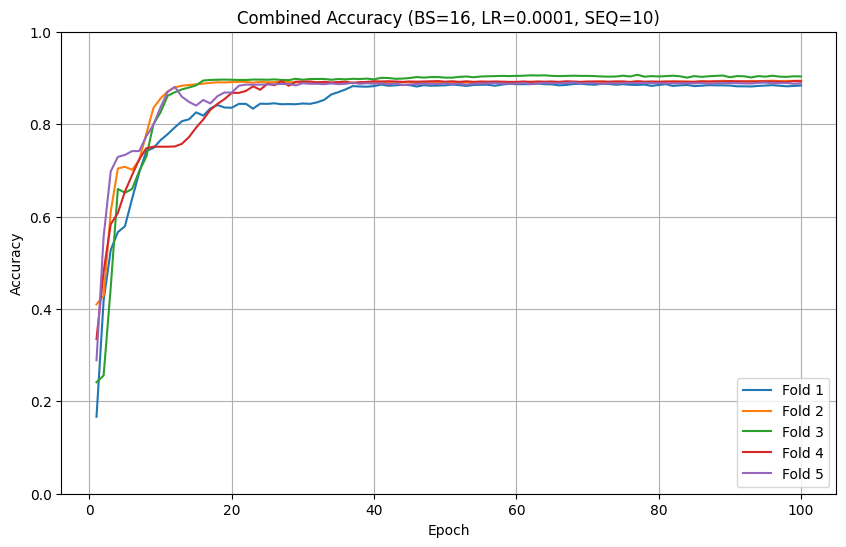 Combined Accuracy (BS=16, LR=0.0001, SEQ=10)
1.0
0.8
0.6
0.4
0.2
0.0
Accuracy
0
20
40
60
80
100
Epoch
Fold 1
Fold 2
Fold 3
Fold 4
Fold 5